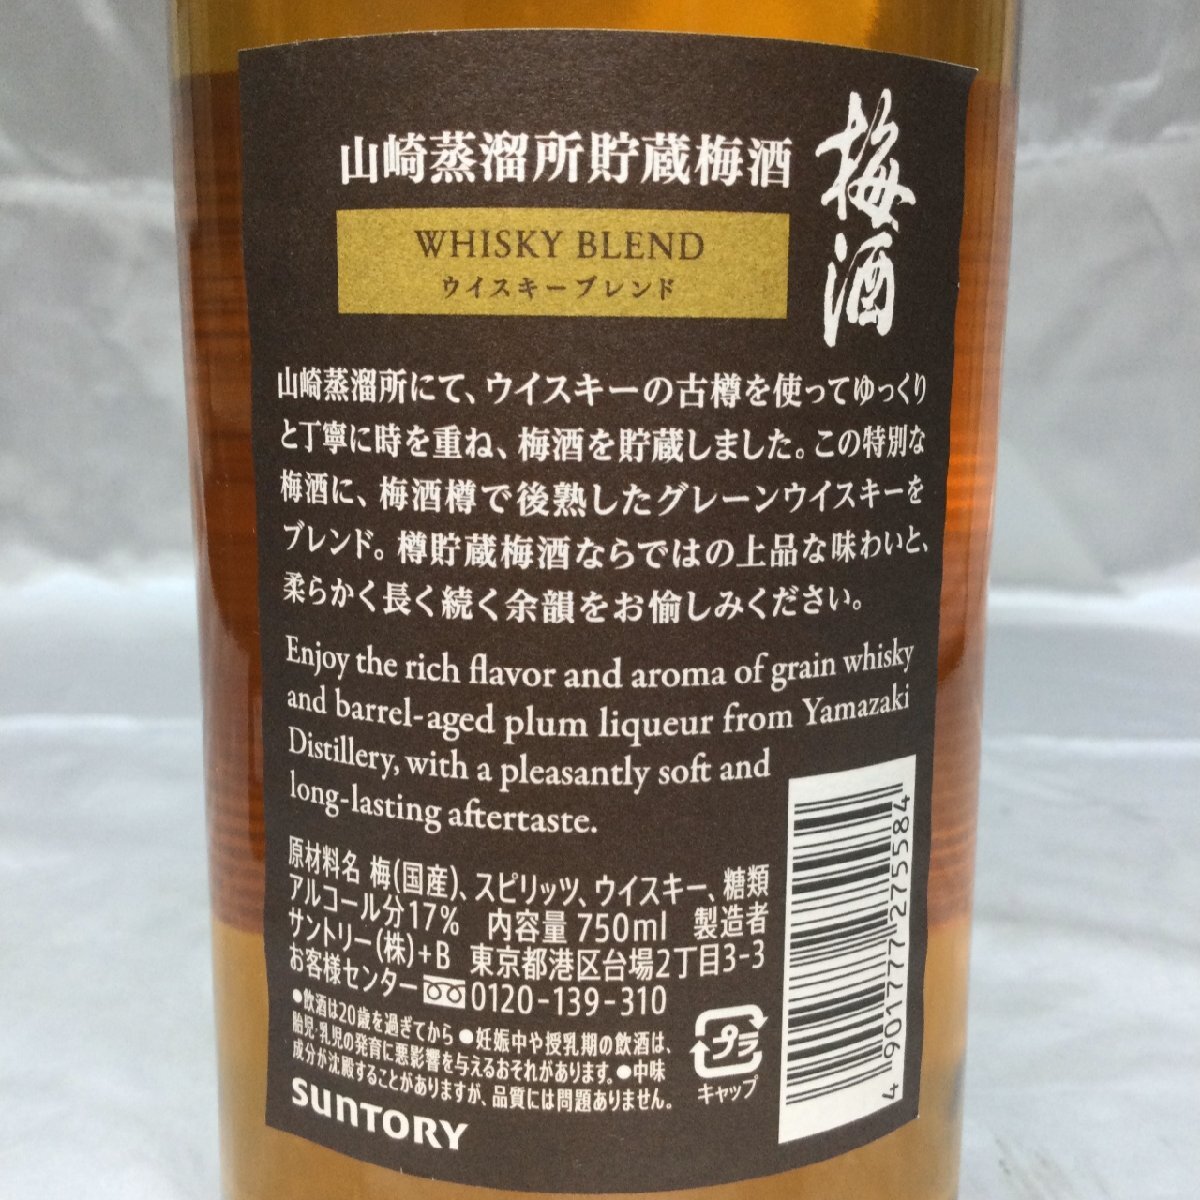 山崎蒸溜所貯蔵梅酒
梅酒
WHISKY BLEND
ウイスキーブレンド
山崎蒸溜所にて、ウイスキーの古樽を使ってゆっくり
と丁寧に時を重ね、梅酒を貯蔵しました。この特別な
梅酒に、梅酒樽で後熟したグレーンウイスキーを
ブレンド。樽貯蔵梅酒ならではの上品な味わいと、
柔らかく長く続く余韻をお愉しみください。
Enjoy the rich flavor and aroma of grain whisky
and barrel-aged plum liqueur from Yamazaki
Distillery, with a pleasantly soft and
long-lasting aftertaste.
原材料名 梅(国産)、スピリッツ、ウイスキー、糖類
アルコール分17% 内容量 750ml 製造者
サントリー(株)+B 東京都港区台場2丁目3-3
お客様センター 0120-139-310
●飲酒は20歳を過ぎてから ●妊娠中や授乳期の飲酒は、
胎児・乳児の発育に悪影響を与えるおそれがあります。●中味
成分が沈殿することがありますが、品質には問題ありません。
SUNTORY
プラ
キャップ
4 901777 275584